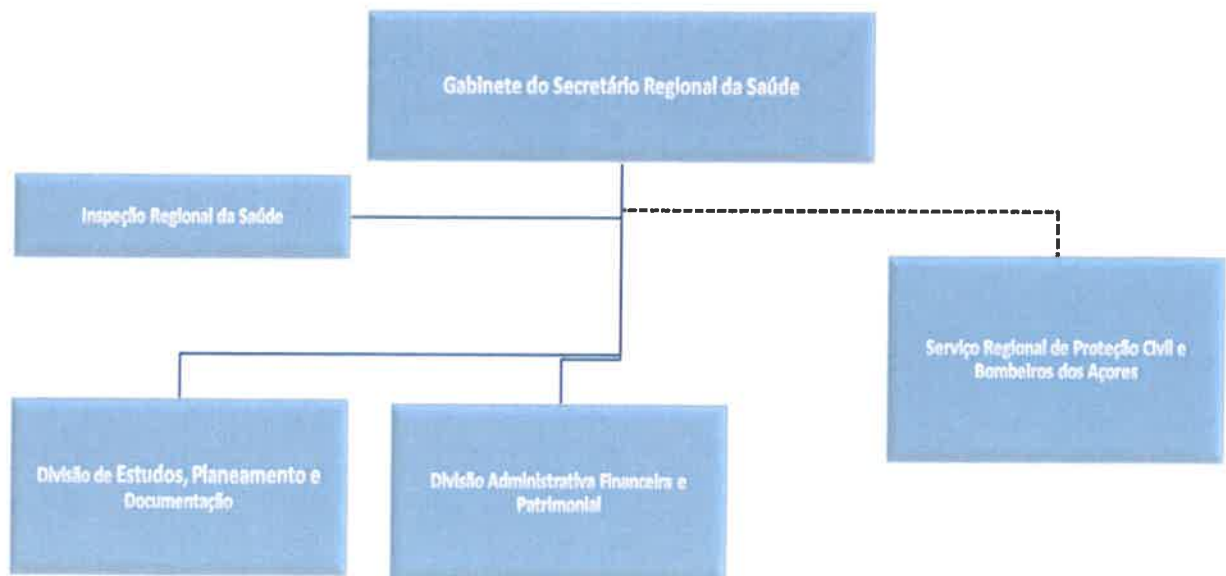 Gabinete do Secretário Regional da Saúde
Inspeção Regional da Saúde
Serviço Regional de Proteção Civil e
Bombeiros dos Açores
Divisão de Estudos, Planeamento e
Documentação
Divisão Administrativa Financeira e
Patrimonial